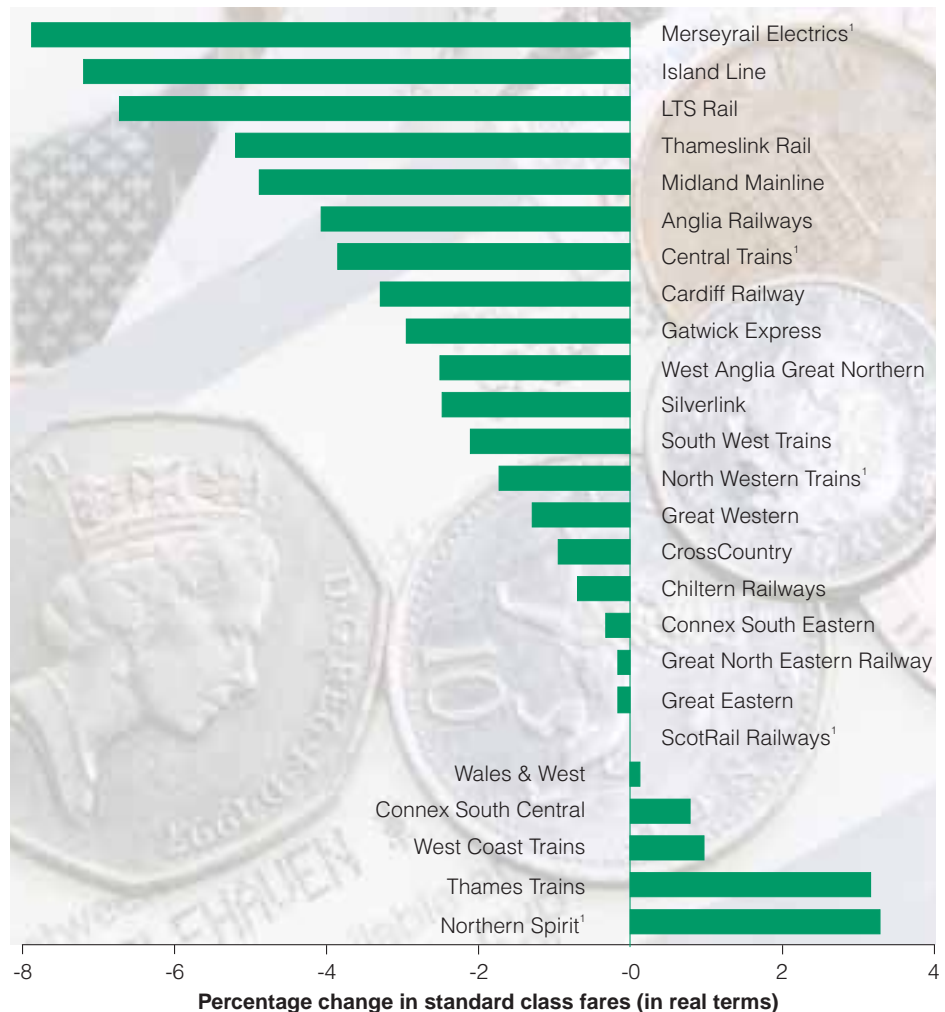 Merseyrail Electrics¹
Island Line
LTS Rail
Thameslink Rail
Midland Mainline
Anglia Railways
Central Trains¹
Cardiff Railway
Gatwick Express
West Anglia Great Northern
Silverlink
South West Trains
North Western Trains¹
Great Western
CrossCountry
Chiltern Railways
Connex South Eastern
Great North Eastern Railway
Great Eastern
ScotRail Railways¹
Wales & West
Connex South Central
West Coast Trains
Thames Trains
Northern Spirit¹
-8 -6 -4 -2 -0 2 4
Percentage change in standard class fares (in real terms)
10
EHAVEN